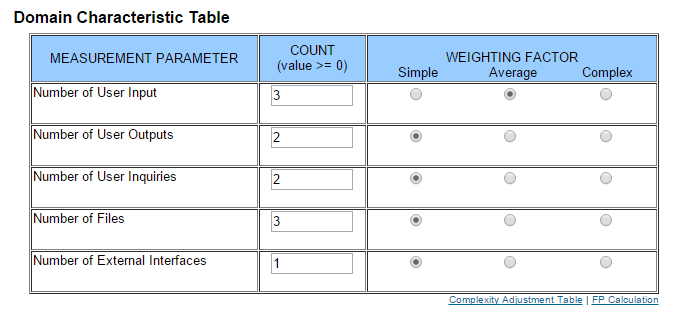 Domain Characteristic Table
MEASUREMENT PARAMETER
COUNT
(value >= 0)
WEIGHTING FACTOR
Simple Average Complex
Number of User Input 3
Number of User Outputs 2
Number of User Inquiries 2
Number of Files 3
Number of External Interfaces 1
Complexity Adjustment Table | FP Calculation